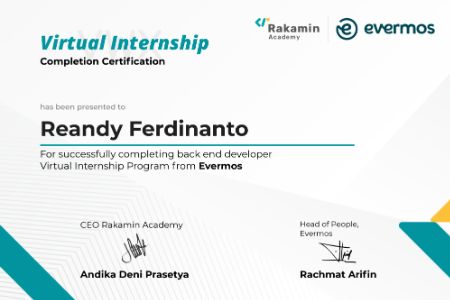 Rakamin
Academy
evermos
Virtual Internship
Completion Certification
has been presented to
Reandy Ferdinanto
For successfully completing back end developer
Virtual Internship Program from Evermos
CEO Rakamin Academy
Head of People,
Evermos
Andika Deni Prasetya
Rachmat Arifin